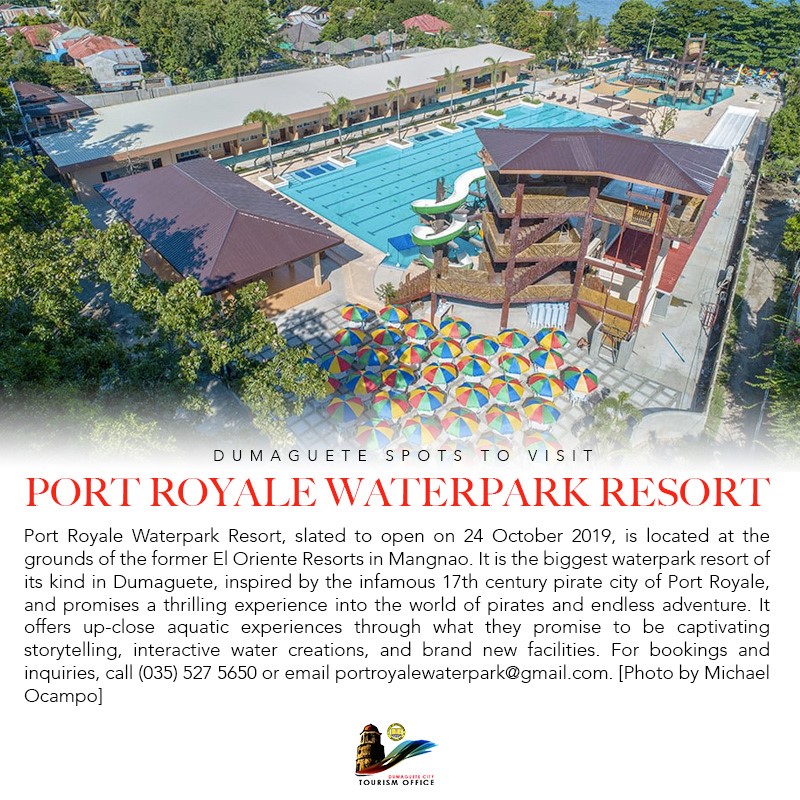 DUMAGUETE SPOTS TO VISIT
PORT ROYALE WATERPARK RESORT
Port Royale Waterpark Resort, slated to open on 24 October 2019, is located at the
grounds of the former El Oriente Resorts in Mangnao. It is the biggest waterpark resort of
its kind in Dumaguete, inspired by the infamous 17th century pirate city of Port Royale,
and promises a thrilling experience into the world of pirates and endless adventure. It
offers up-close aquatic experiences through what they promise to be captivating
storytelling, interactive water creations, and brand new facilities. For bookings and
inquiries, call (035) 527 5650 or email portroyalewaterpark@gmail.com. [Photo by Michael
Ocampo]
DUMAGUETE CITY
TOURISM OFFICE